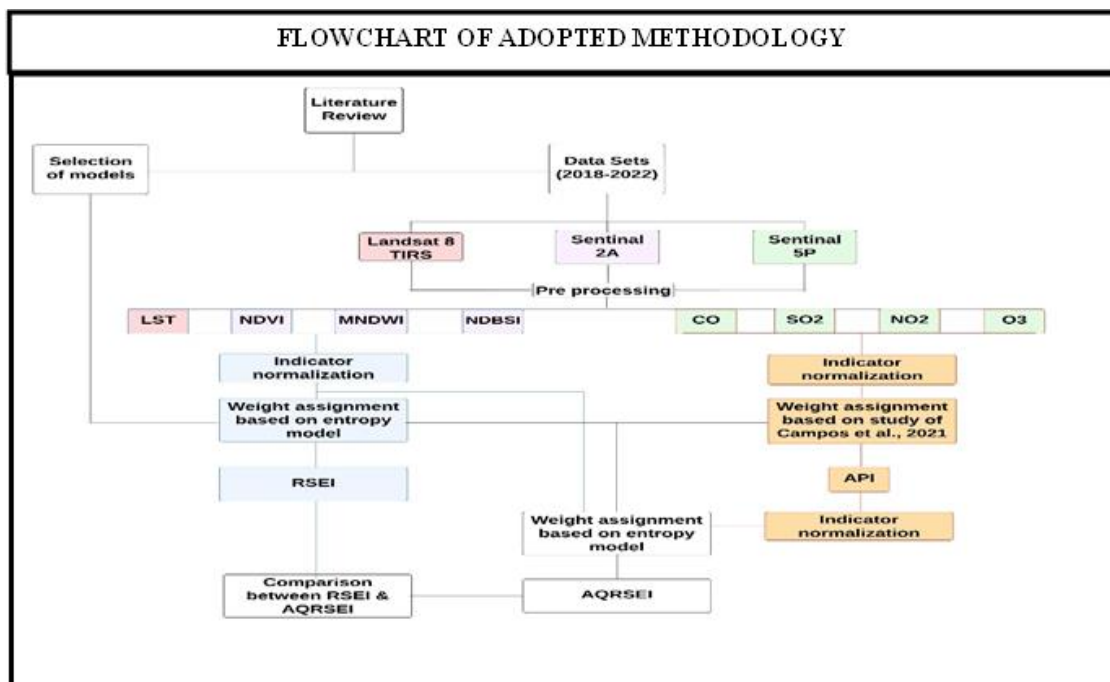 FLOWCHART OF ADOPTED METHODOLOGY
Literature
Review
Selection
of models
Data Sets
(2018-2022)
Landsat 8
TIRS
Sentinal
2A
Sentinal
5P
Pre processing
LST
NDVI
MNDWI
NDBSI
CO
SO2
NO2
O3
Indicator
normalization
Indicator
normalization
Weight assignment
based on entropy
model
Weight assignment
based on study of
Campos et al., 2021
RSEI
API
Weight assignment
based on entropy
model
Indicator
normalization
Comparison
between RSEI &
AQRSEI
AQRSEI